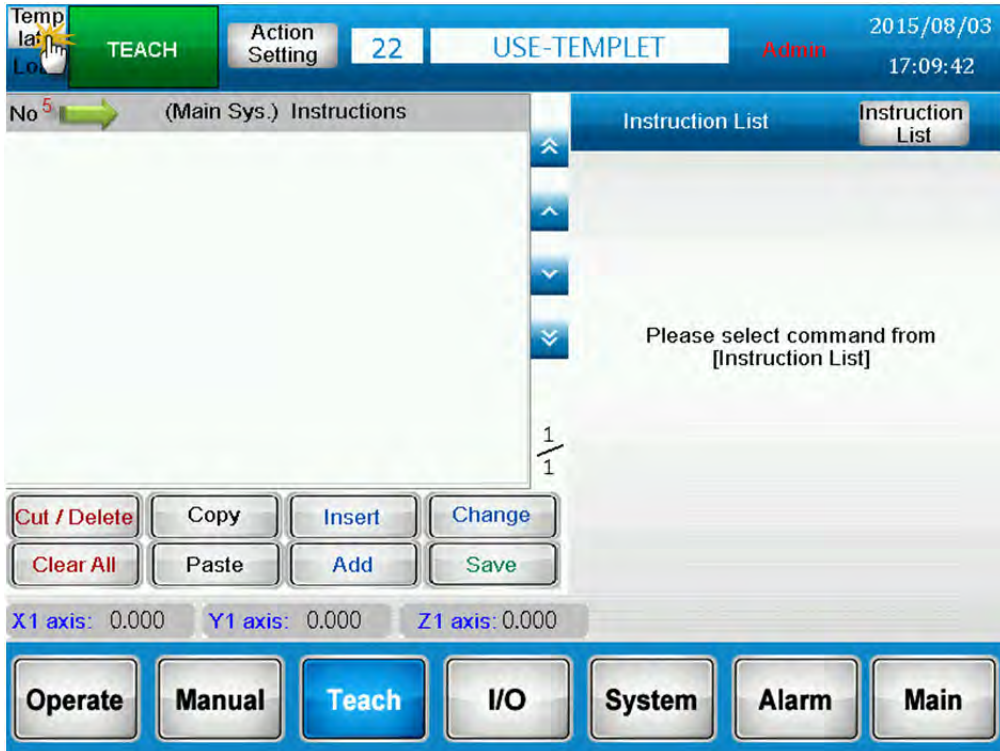 Temp
lat
Lo
TEACH
Action
Setting
22
USE-TEMPLET
Admin
2015/08/03
17:09:42
No 5
(Main Sys.) Instructions
Instruction List
Instruction
List
Please select command from
[Instruction List]
1
1
Cut / Delete
Copy
Insert
Change
Clear All
Paste
Add
Save
X1 axis: 0.000
Y1 axis: 0.000
Z1 axis: 0.000
Operate
Manual
Teach
I/O
System
Alarm
Main